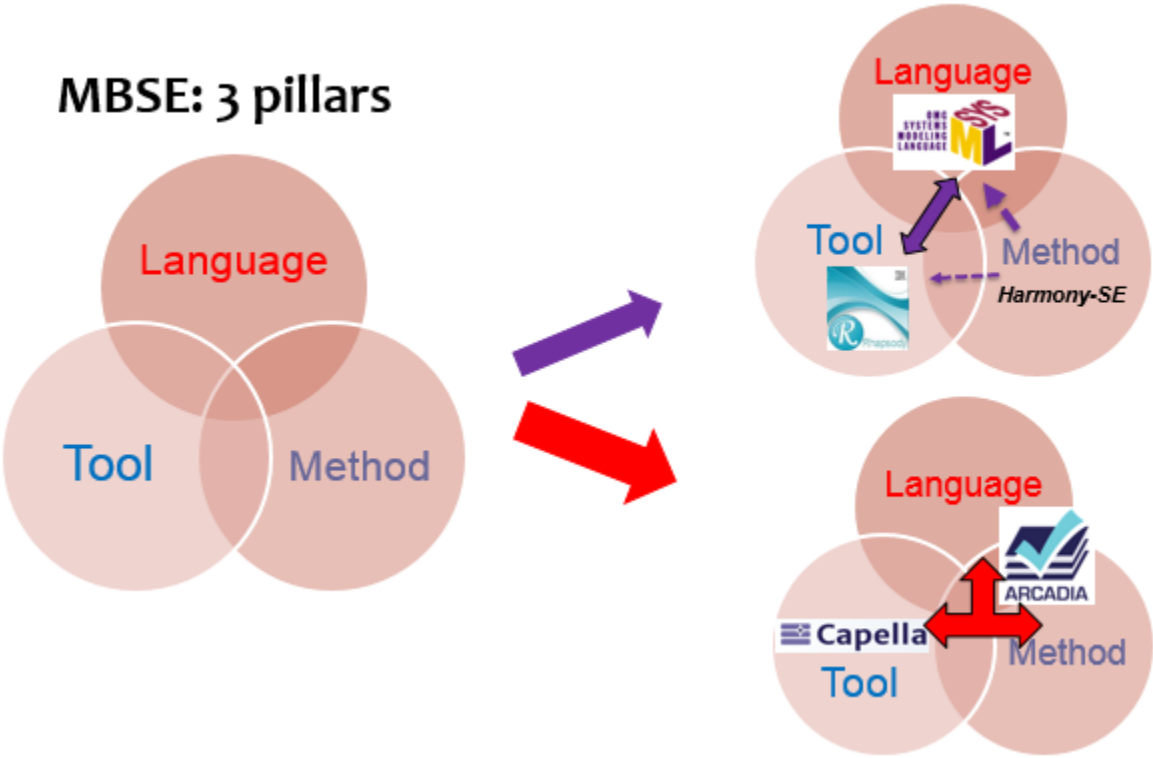 MBSE: 3 pillars
Language
Tool
Method
Language
OMG
SYSTEMS
MODELING
LANGUAGE
SYS
ML™
Tool
Rhapsody
Method
Harmony-SE
Language
ARCADIA
Capella
Tool
Method